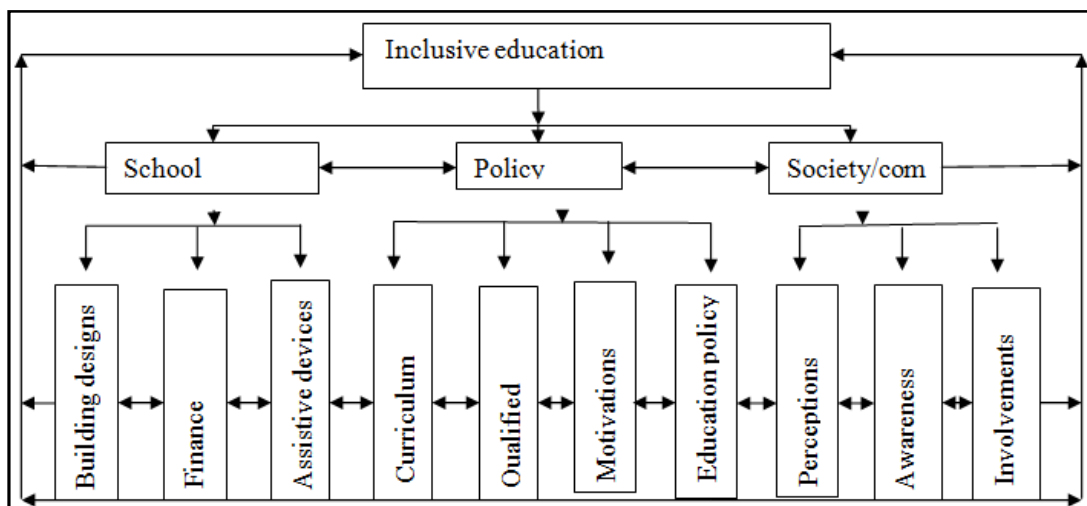 Inclusive education
School
Policy
Society/com
Building designs
Finance
Assistive devices
Curriculum
Qualified
Motivations
Education policy
Perceptions
Awareness
Involvements